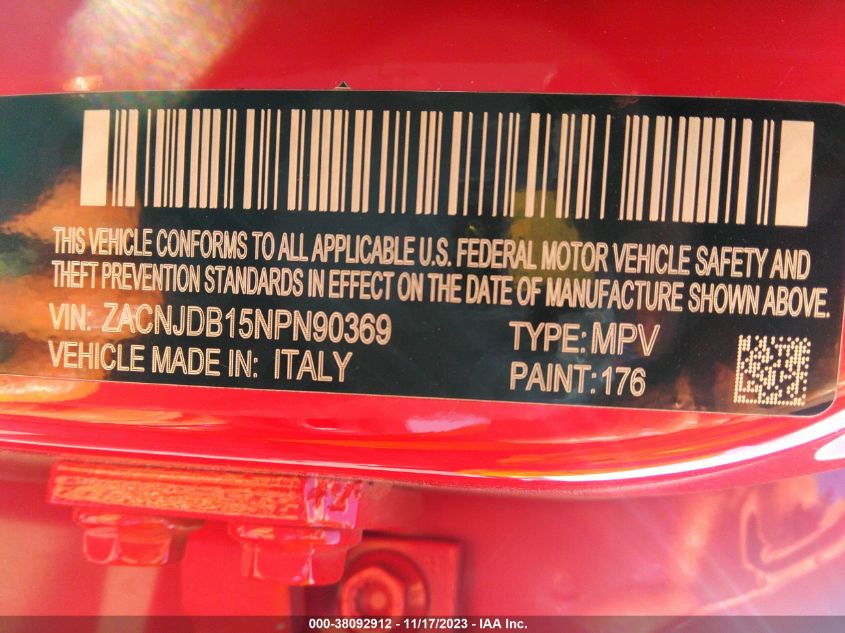 THIS VEHICLE CONFORMS TO ALL APPLICABLE U.S. FEDERAL MOTOR VEHICLE SAFETY AND
THEFT PREVENTION STANDARDS IN EFFECT ON THE DATE OF MANUFACTURE SHOWN ABOVE.
VIN: ZACNJDB15NPN90369
TYPE: MPV
VEHICLE MADE IN: ITALY
PAINT: 176
000-38092912 - 11/17/2023 - IAA Inc.